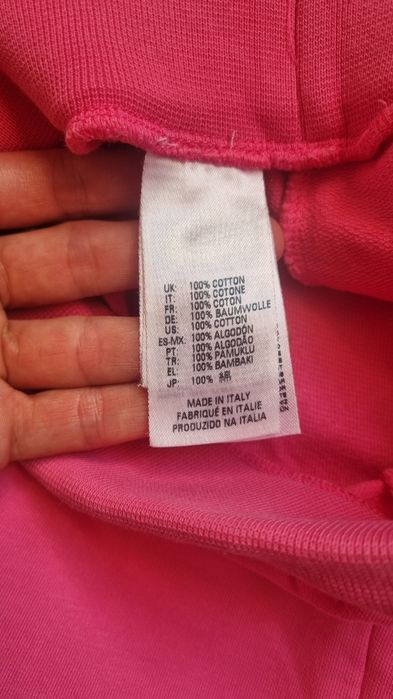 UK: 100% COTTON
IT: 100% COTONE
FR: 100% COTON
DE: 100% BAUMWOLLE
US: 100% COTTON
ES-MX: 100% ALGODÓN
PT: 100% ALGODÃO
TR: 100% PAMUKLU
EL: 100% BAMBAKI
JP: 100%
MADE IN ITALY
FABRIQUÉ EN ITALIE
PRODUZIDO NA ITALIA